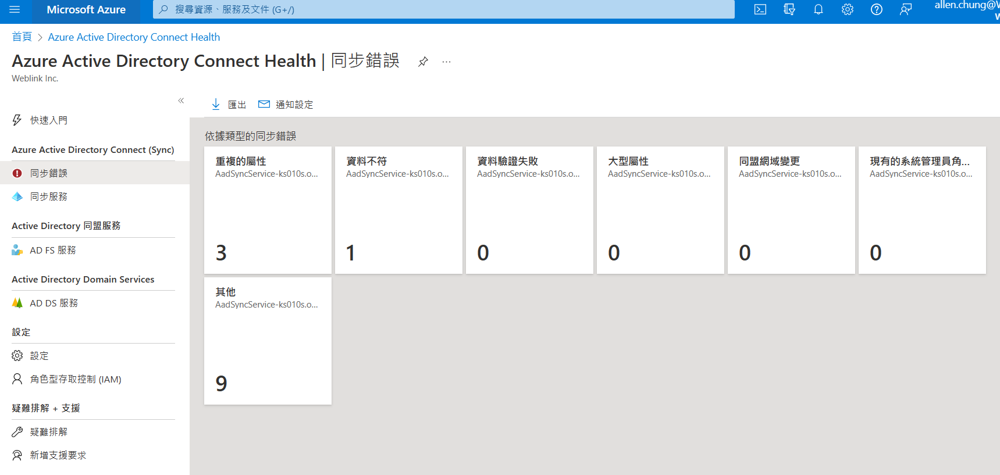 Microsoft Azure
搜尋資源、服務及文件 (G+/)
allen.chung@
首頁 > Azure Active Directory Connect Health
Azure Active Directory Connect Health | 同步錯誤
Weblink Inc.
«
匯出
通知設定
快速入門
Azure Active Directory Connect (Sync)
同步錯誤
同步服務
Active Directory 同盟服務
AD FS 服務
Active Directory Domain Services
AD DS 服務
設定
設定
角色型存取控制 (IAM)
疑難排解 + 支援
疑難排解
新增支援要求
依據類型的同步錯誤
重複的屬性
AadSyncService-ks010s.o...
3
資料不符
AadSyncService-ks010s.o...
1
資料驗證失敗
AadSyncService-ks010s.o...
0
大型屬性
AadSyncService-ks010s.o...
0
同盟網域變更
AadSyncService-ks010s.o...
0
現有的系統管理員角...
AadSyncService-ks010s.o...
0
其他
AadSyncService-ks010s.o...
9